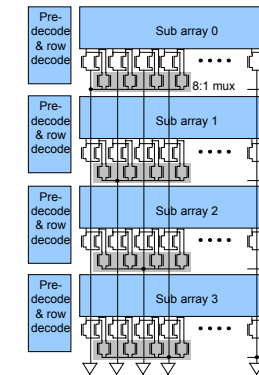 Pre-
decode
& row
decode
Sub array 0
8:1 mux
Pre-
decode
& row
decode
Sub array 1
Pre-
decode
& row
decode
Sub array 2
Pre-
decode
& row
decode
Sub array 3